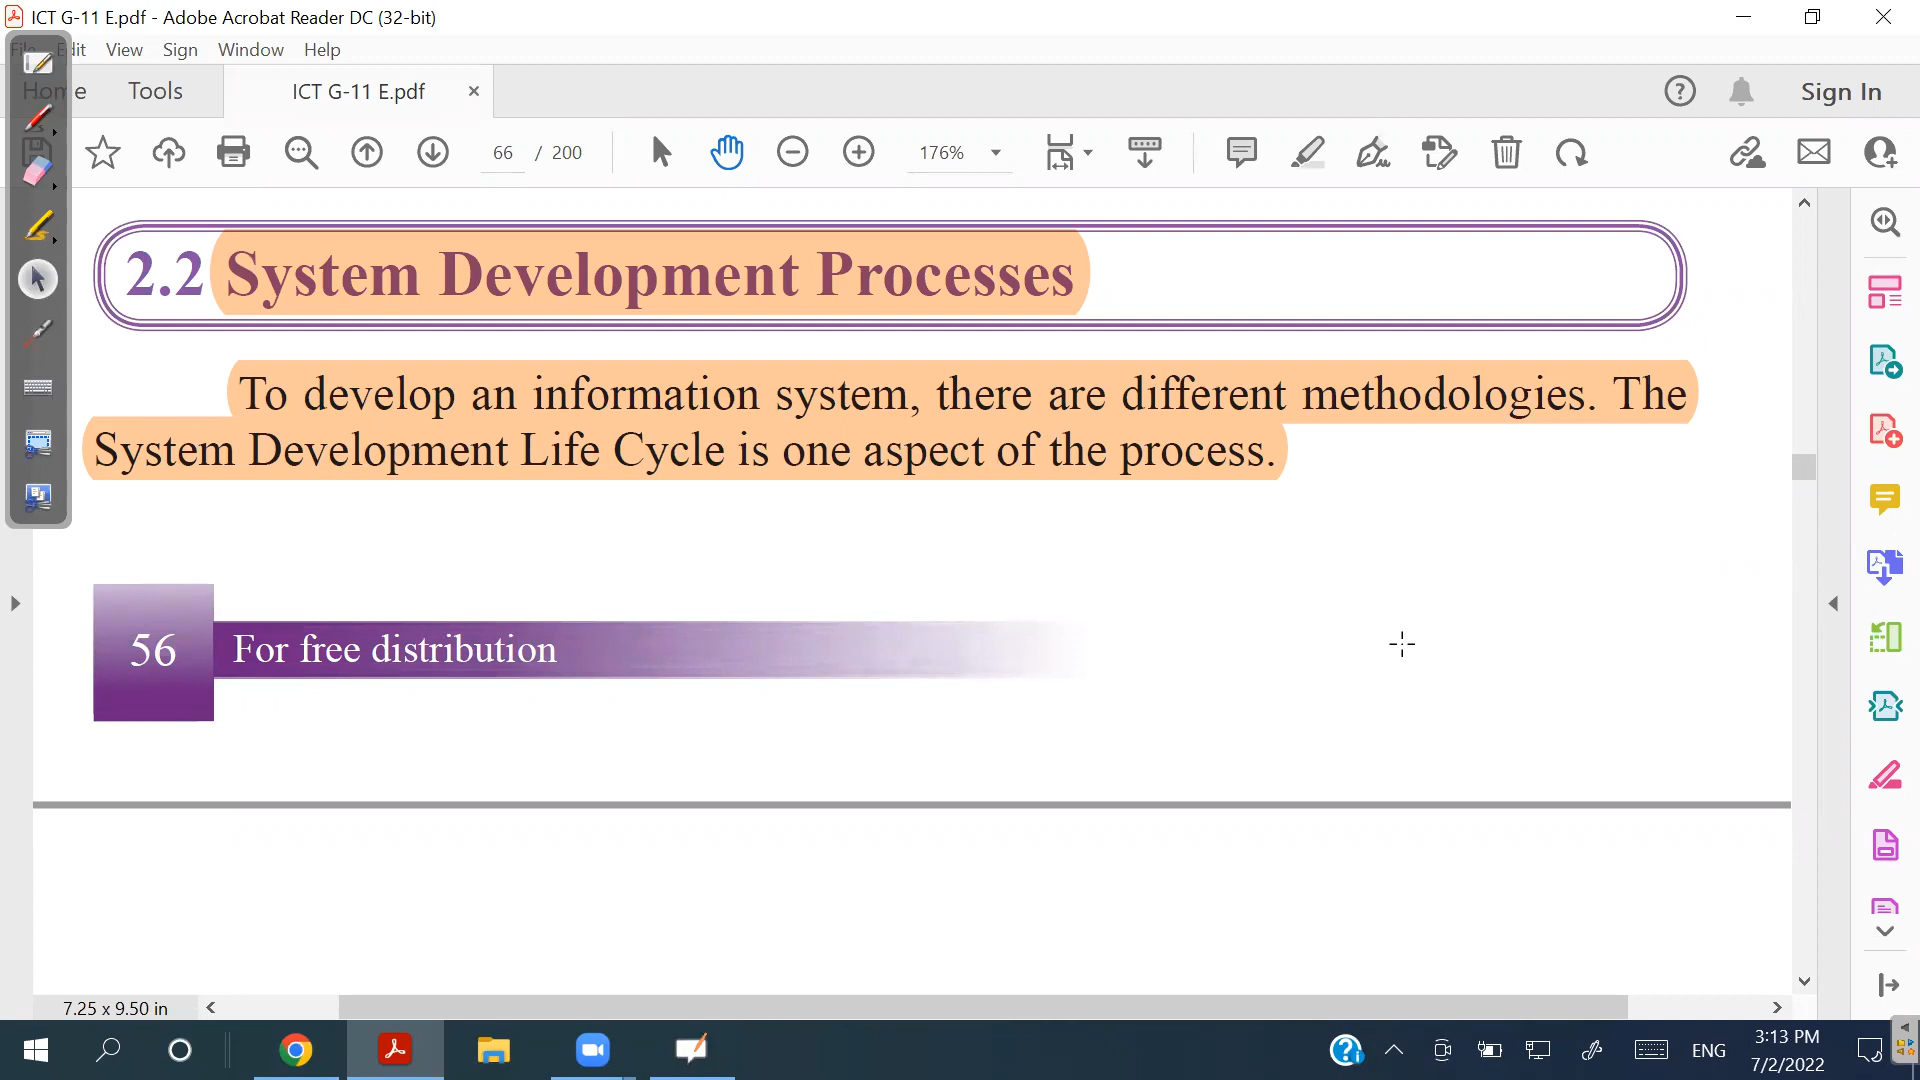 ICT G-11 E.pdf - Adobe Acrobat Reader DC (32-bit)
File Edit View Sign Window Help
Home Tools ICT G-11 E.pdf × Sign In
66 / 200 176%
2.2 System Development Processes
To develop an information system, there are different methodologies. The
System Development Life Cycle is one aspect of the process.
56 For free distribution
7.25 x 9.50 in
ENG 3:13 PM
7/2/2022